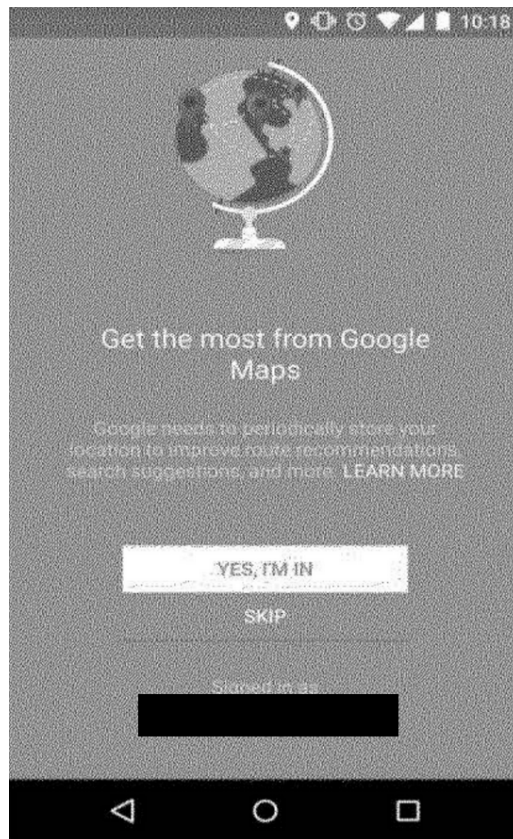 10:18
Get the most from Google
Maps
Google needs to periodically store your
location to improve route recommendations,
search suggestions, and more. LEARN MORE
YES, I'M IN
SKIP
Signed in as